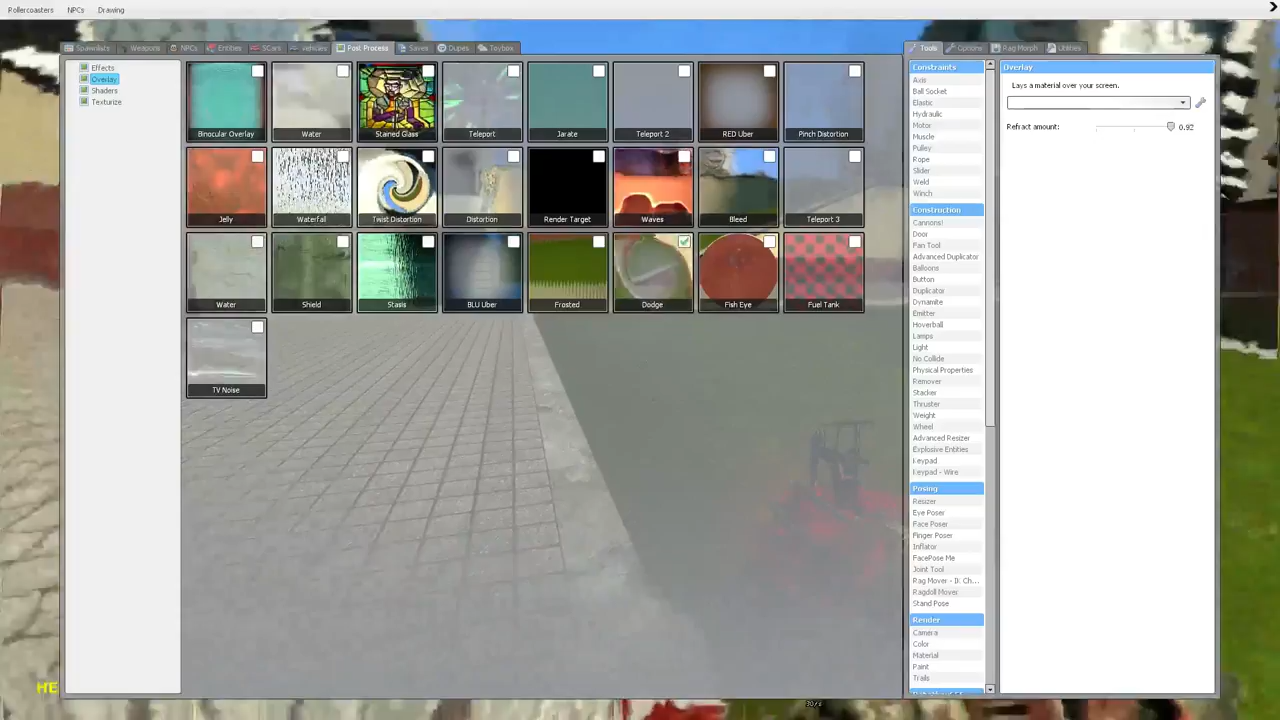 Rollercoasters NPCs Drawing
Spawnlists Weapons NPCs Entities SCars Vehicles Post Process Saves Dupes Toybox
Effects
Overlay
Shaders
Texturize
Binocular Overlay Water Stained Glass Teleport Jarate Teleport 2 RED Uber Pinch Distortion
Jelly Waterfall Twist Distortion Distortion Render Target Waves Bleed Teleport 3
Water Shield Stasis BLU Uber Frosted Dodge Fish Eye Fuel Tank
TV Noise
Tools Options Rag Morph Utilities
Constraints
Axis
Ball Socket
Elastic
Hydraulic
Motor
Muscle
Pulley
Rope
Slider
Weld
Winch
Construction
Cannons!
Door
Pan Tool
Advanced Duplicator
Balloons
Button
Duplicator
Dynamite
Emitter
Hoverball
Lamps
Light
No Collide
Physical Properties
Remover
Stacker
Thruster
Weight
Wheel
Advanced Resizer
Explosive Entities
Keypad
Keypad - Wire
Posing
Resizer
Eye Poser
Face Poser
Finger Poser
Inflator
FacePose Me
Joint Tool
Rag Mover - IK Ch...
Ragdoll Mover
Stand Pose
Render
Camera
Color
Material
Paint
Trails
Overlay
Lays a material over your screen.
Refract amount: 0.92
HE